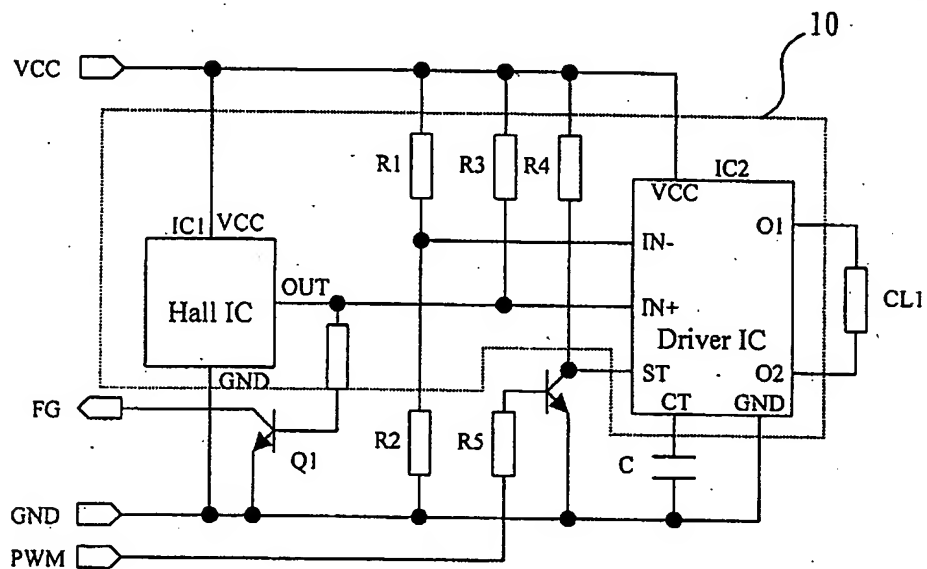 10
VCC
R1
R3
R4
IC2
VCC
O1
IC1
VCC
IN-
OUT
Hall IC
IN+
CL1
Driver IC
GND
ST
O2
FG
CT
GND
Q1
R2
R5
C
GND
PWM